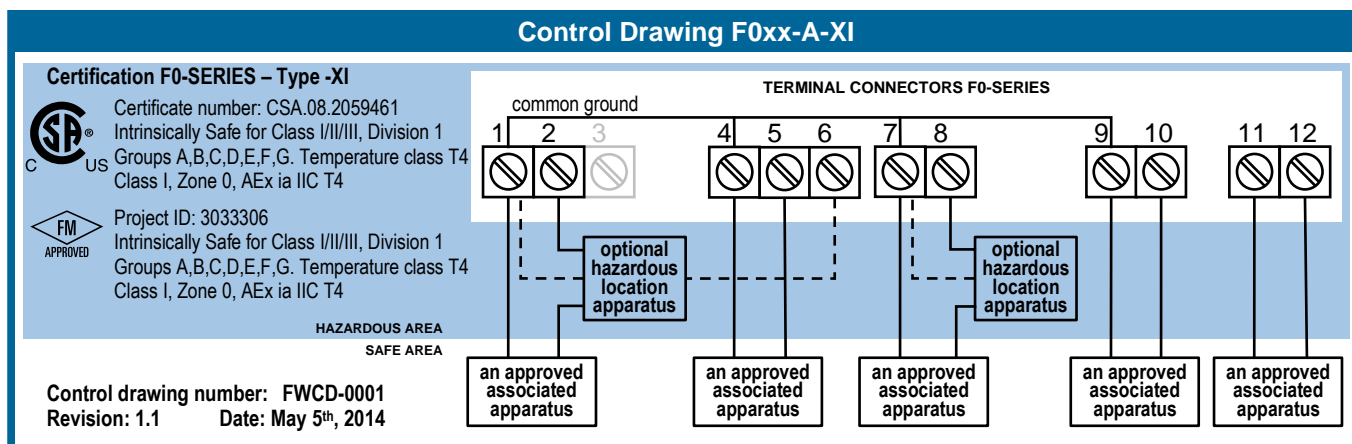 Control Drawing F0xx-A-XI
Certification F0-SERIES – Type -XI
CSA ®
C US
Certificate number: CSA.08.2059461
Intrinsically Safe for Class I/II/III, Division 1
Groups A,B,C,D,E,F,G. Temperature class T4
Class I, Zone 0, AEx ia IIC T4
FM
APPROVED
Project ID: 3033306
Intrinsically Safe for Class I/II/III, Division 1
Groups A,B,C,D,E,F,G. Temperature class T4
Class I, Zone 0, AEx ia IIC T4
HAZARDOUS AREA
SAFE AREA
Control drawing number: FWCD-0001
Revision: 1.1 Date: May 5th, 2014
TERMINAL CONNECTORS F0-SERIES
common ground
1 2 3 4 5 6 7 8 9 10 11 12
optional
hazardous
location
apparatus
optional
hazardous
location
apparatus
an approved
associated
apparatus
an approved
associated
apparatus
an approved
associated
apparatus
an approved
associated
apparatus
an approved
associated
apparatus